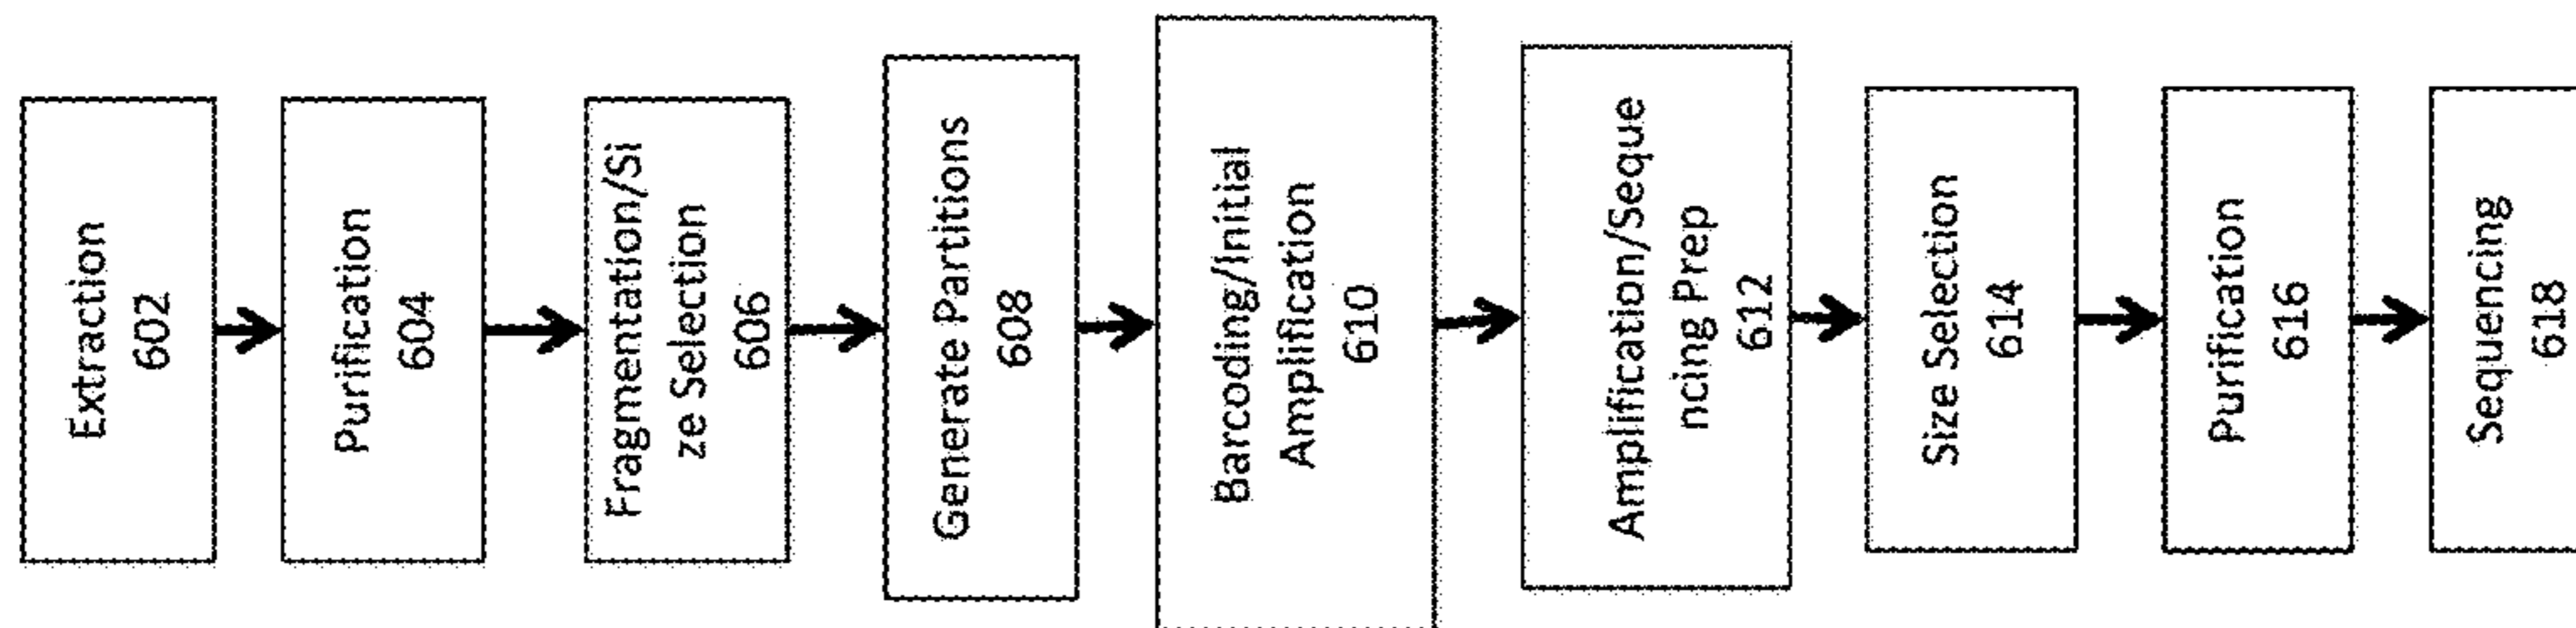 Extraction
602
Purification
604
Fragmentation/Si
ze Selection
606
Generate Partitions
608
Barcoding/Initial
Amplification
610
Amplification/Seque
ncing Prep
612
Size Selection
614
Purification
616
Sequencing
618